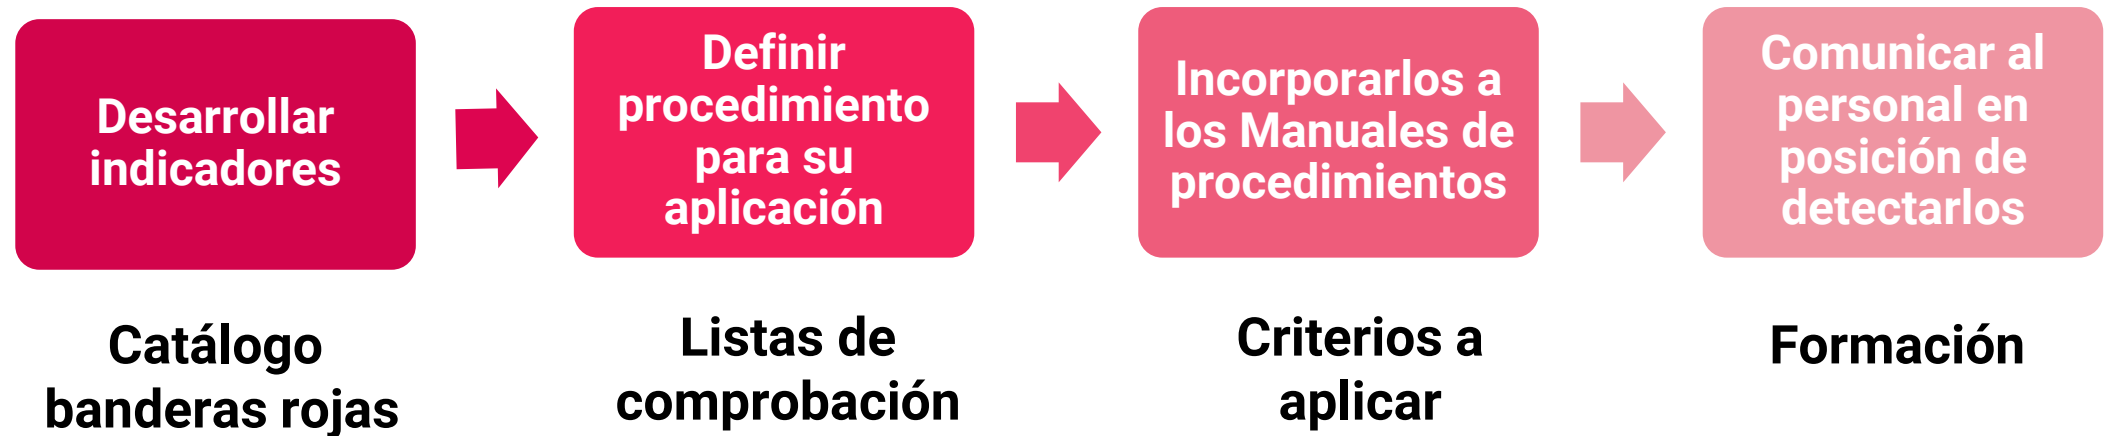 Desarrollar
indicadores
Definir
procedimiento
para su
aplicación
Incorporarlos a
los Manuales de
procedimientos
Comunicar al
personal en
posición de
detectarlos
Catálogo
banderas rojas
Listas de
comprobación
Criterios a
aplicar
Formación